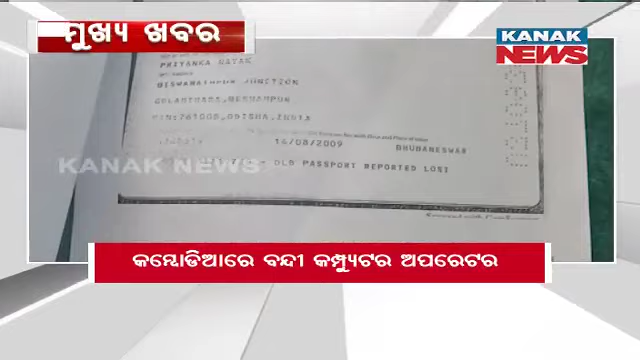 ମୁଖ୍ୟ ଖବର
KANAK
NEWS
PRIYANKA NAYAK
BISWANATHPUR JUNCTION
GOLANTHARA, BERHAMPUR
PIN:761008, ODISHA, INDIA
16/08/2009 BHUBANESWAR
OLD PASSPORT REPORTED LOST
KANAK NEWS
କମ୍ବୋଡିଆରେ ବନ୍ଦୀ କମ୍ପ୍ୟୁଟର ଅପରେଟର